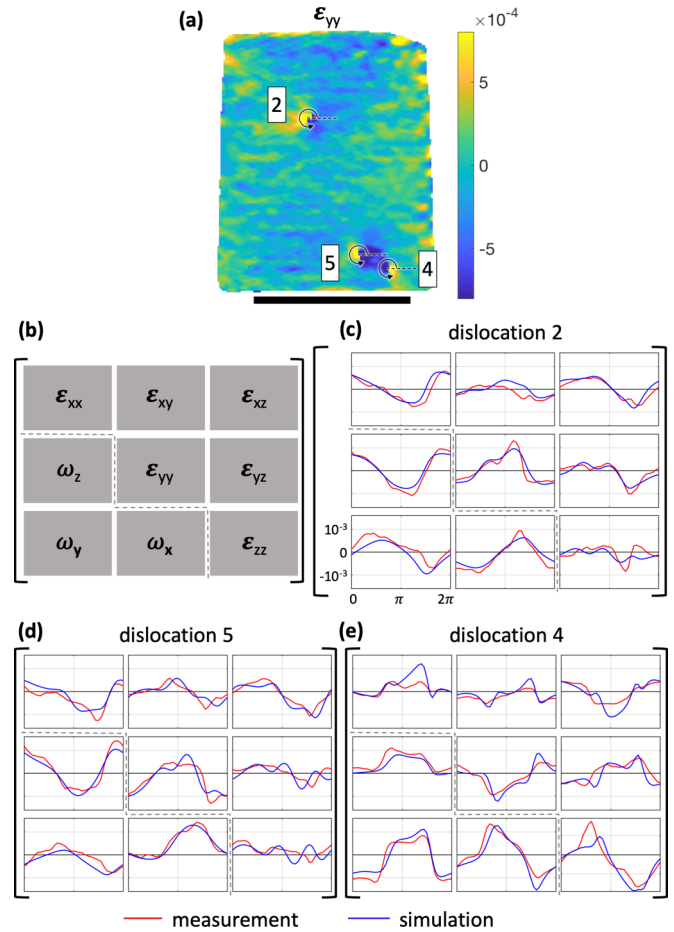 (a)
ε_yy
×10⁻⁴
5
0
-5
2
5
4
(b)
ε_xx ε_xy ε_xz
ω_z ε_yy ε_yz
ω_y ω_x ε_zz
(c) dislocation 2
10⁻³
0
-10⁻³
0 π 2π
(d) dislocation 5
(e) dislocation 4
measurement simulation